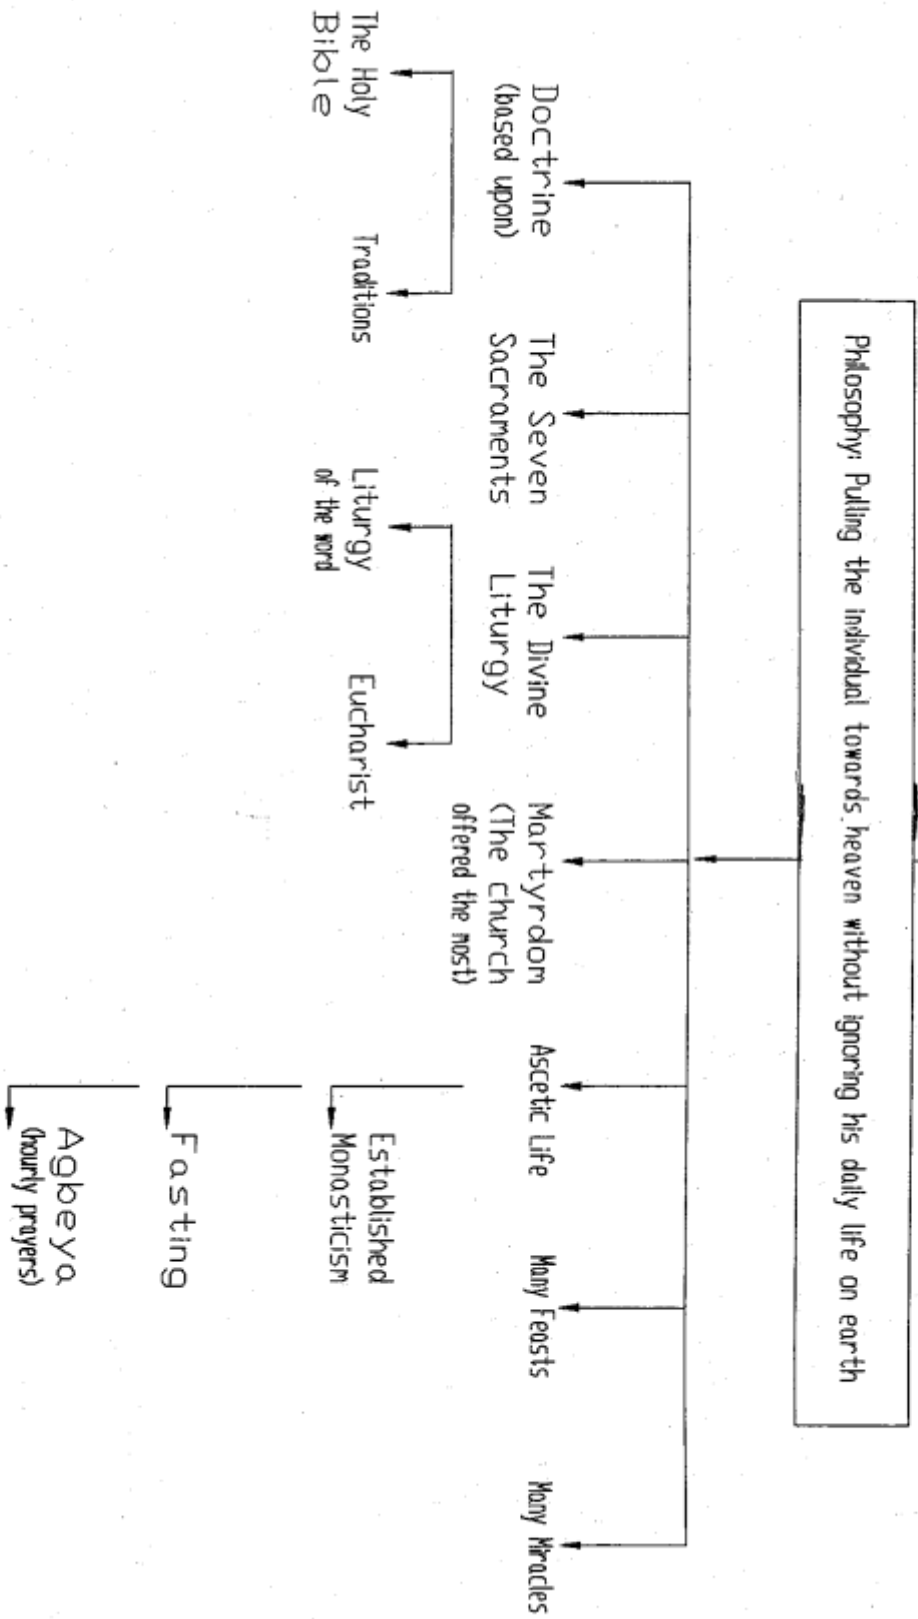 Philosophy: Pulling the individual towards heaven without ignoring his daily life on earth
Doctrine
(based upon)
The Holy
Bible
Traditions
The Seven
Sacraments
The Divine
Liturgy
Liturgy
of the word
Eucharist
Martyrdom
(The church
offered the most)
Ascetic Life
Established
Monasticism
Fasting
Agbeya
(hourly prayers)
Many Feasts
Many Miracles